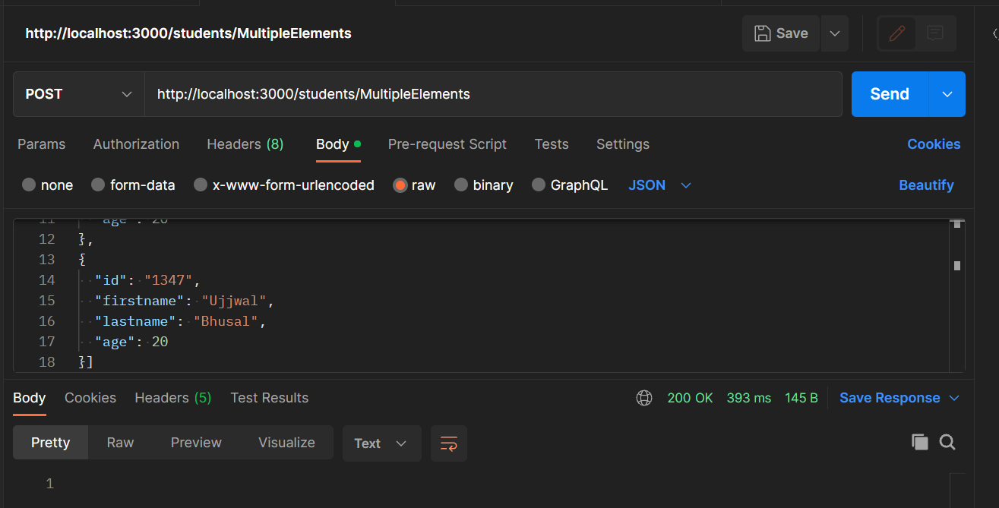 http://localhost:3000/students/MultipleElements
Save
POST
http://localhost:3000/students/MultipleElements
Send
Params Authorization Headers (8) Body Pre-request Script Tests Settings Cookies
none form-data x-www-form-urlencoded raw binary GraphQL JSON Beautify
11 "age": 20
12 },
13 {
14 "id": "1347",
15 "firstname": "Ujjwal",
16 "lastname": "Bhusal",
17 "age": 20
18 }]
Body Cookies Headers (5) Test Results 200 OK 393 ms 145 B Save Response
Pretty Raw Preview Visualize Text
1